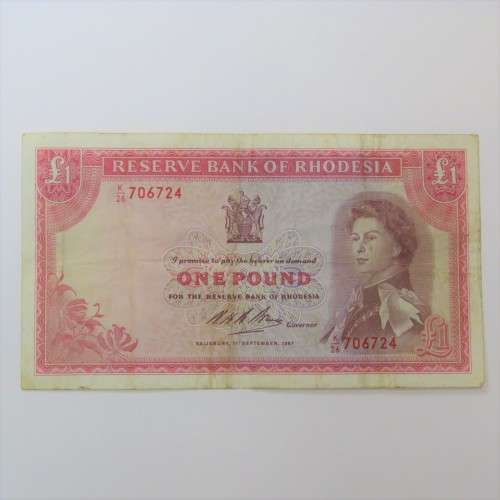 RESERVE BANK OF RHODESIA
£1
£1
K/26 706724
I promise to pay the bearer on demand
ONE POUND
FOR THE RESERVE BANK OF RHODESIA
Governor
SALISBURY, 1ST SEPTEMBER, 1967
K/26 706724
£1